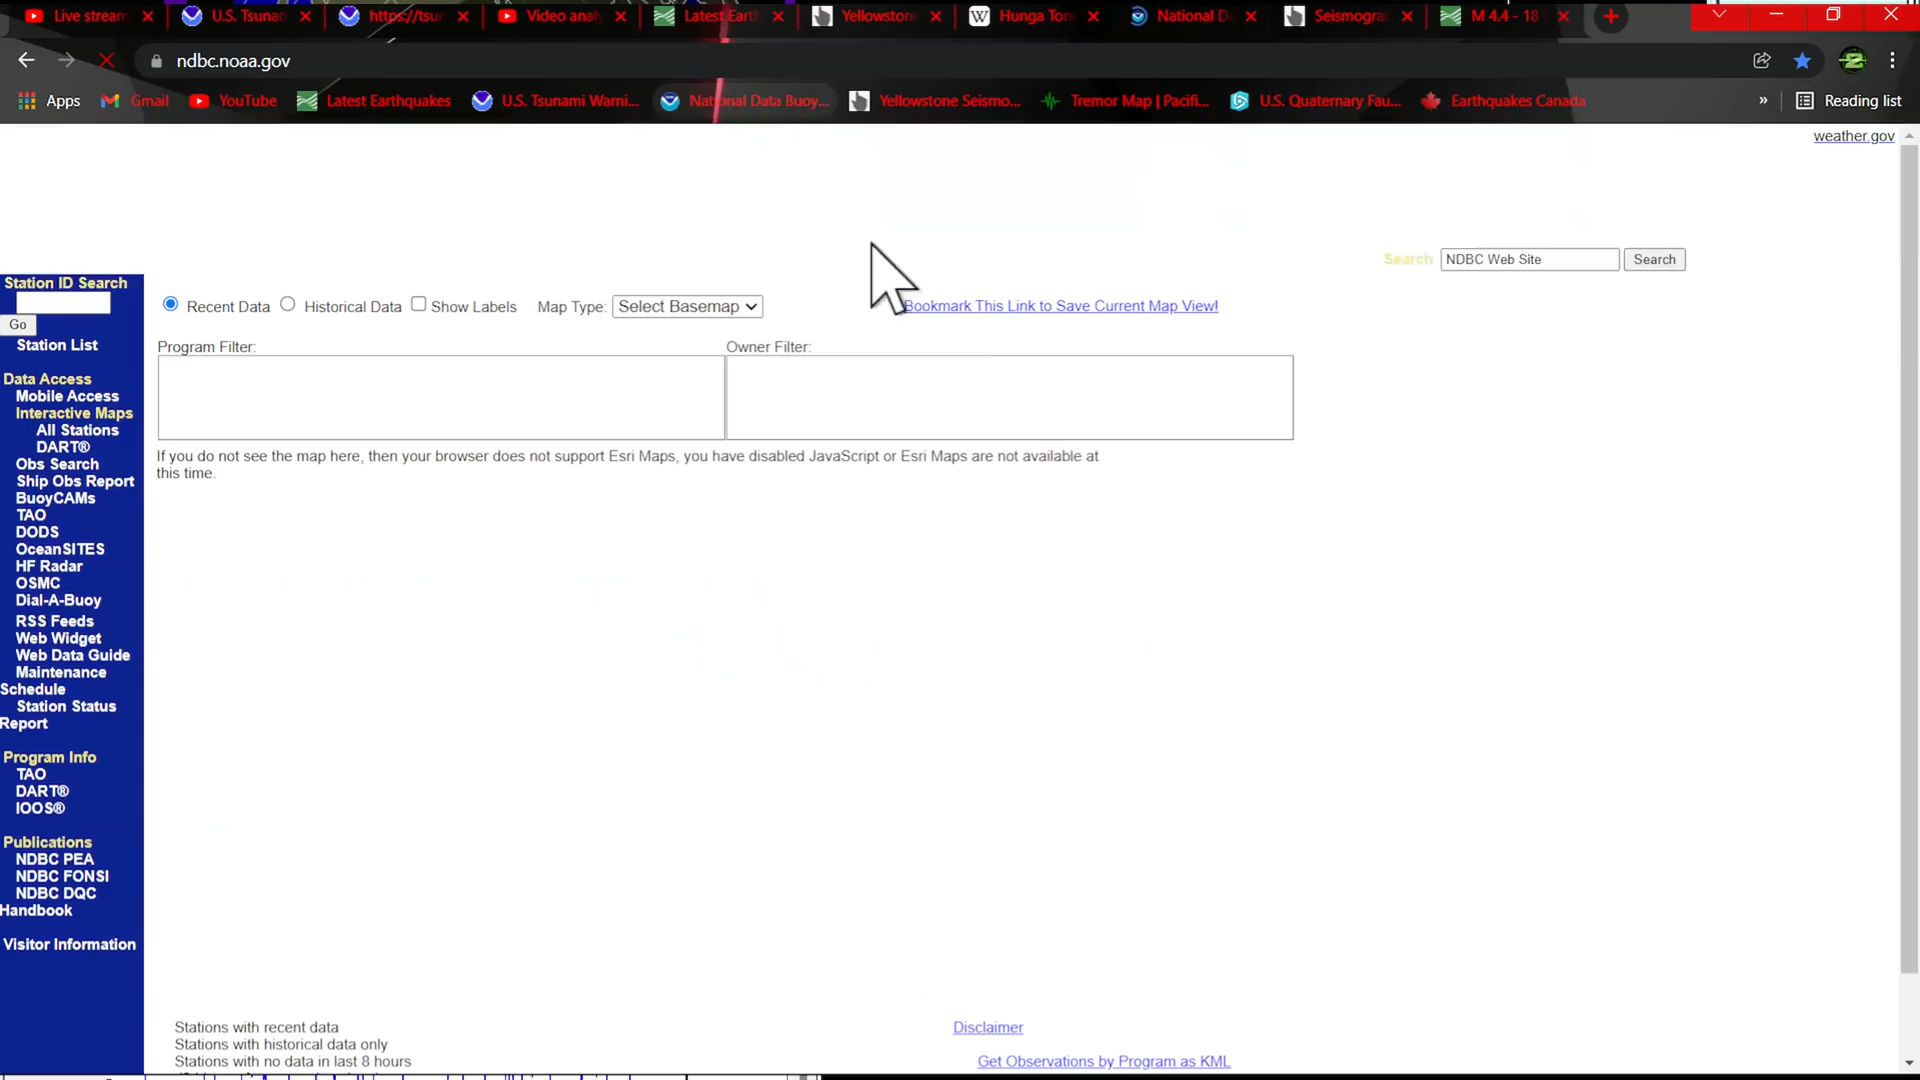 Live stream
U.S. Tsunan
https://tsur
Video anal
Latest Eart
Yellowstone
Hunga Ton
National D
Seismogra
M 4.4 - 18
ndbc.noaa.gov
Apps
Gmail
YouTube
Latest Earthquakes
U.S. Tsunami Warni...
National Data Buoy...
Yellowstone Seismo...
Tremor Map | Pacifi...
U.S. Quaternary Fau...
Earthquakes Canada
»
Reading list
weather.gov
Search
NDBC Web Site
Search
Station ID Search
Go
Station List
Data Access
Mobile Access
Interactive Maps
All Stations
DART®
Obs Search
Ship Obs Report
BuoyCAMs
TAO
DODS
OceanSITES
HF Radar
OSMC
Dial-A-Buoy
RSS Feeds
Web Widget
Web Data Guide
Maintenance
Schedule
Station Status
Report
Program Info
TAO
DART®
IOOS®
Publications
NDBC PEA
NDBC FONSI
NDBC DQC
Handbook
Visitor Information
Recent Data Historical Data Show Labels Map Type: Select Basemap
Bookmark This Link to Save Current Map View!
Program Filter:
Owner Filter:
If you do not see the map here, then your browser does not support Esri Maps, you have disabled JavaScript or Esri Maps are not available at
this time.
Stations with recent data
Stations with historical data only
Stations with no data in last 8 hours
Disclaimer
Get Observations by Program as KML